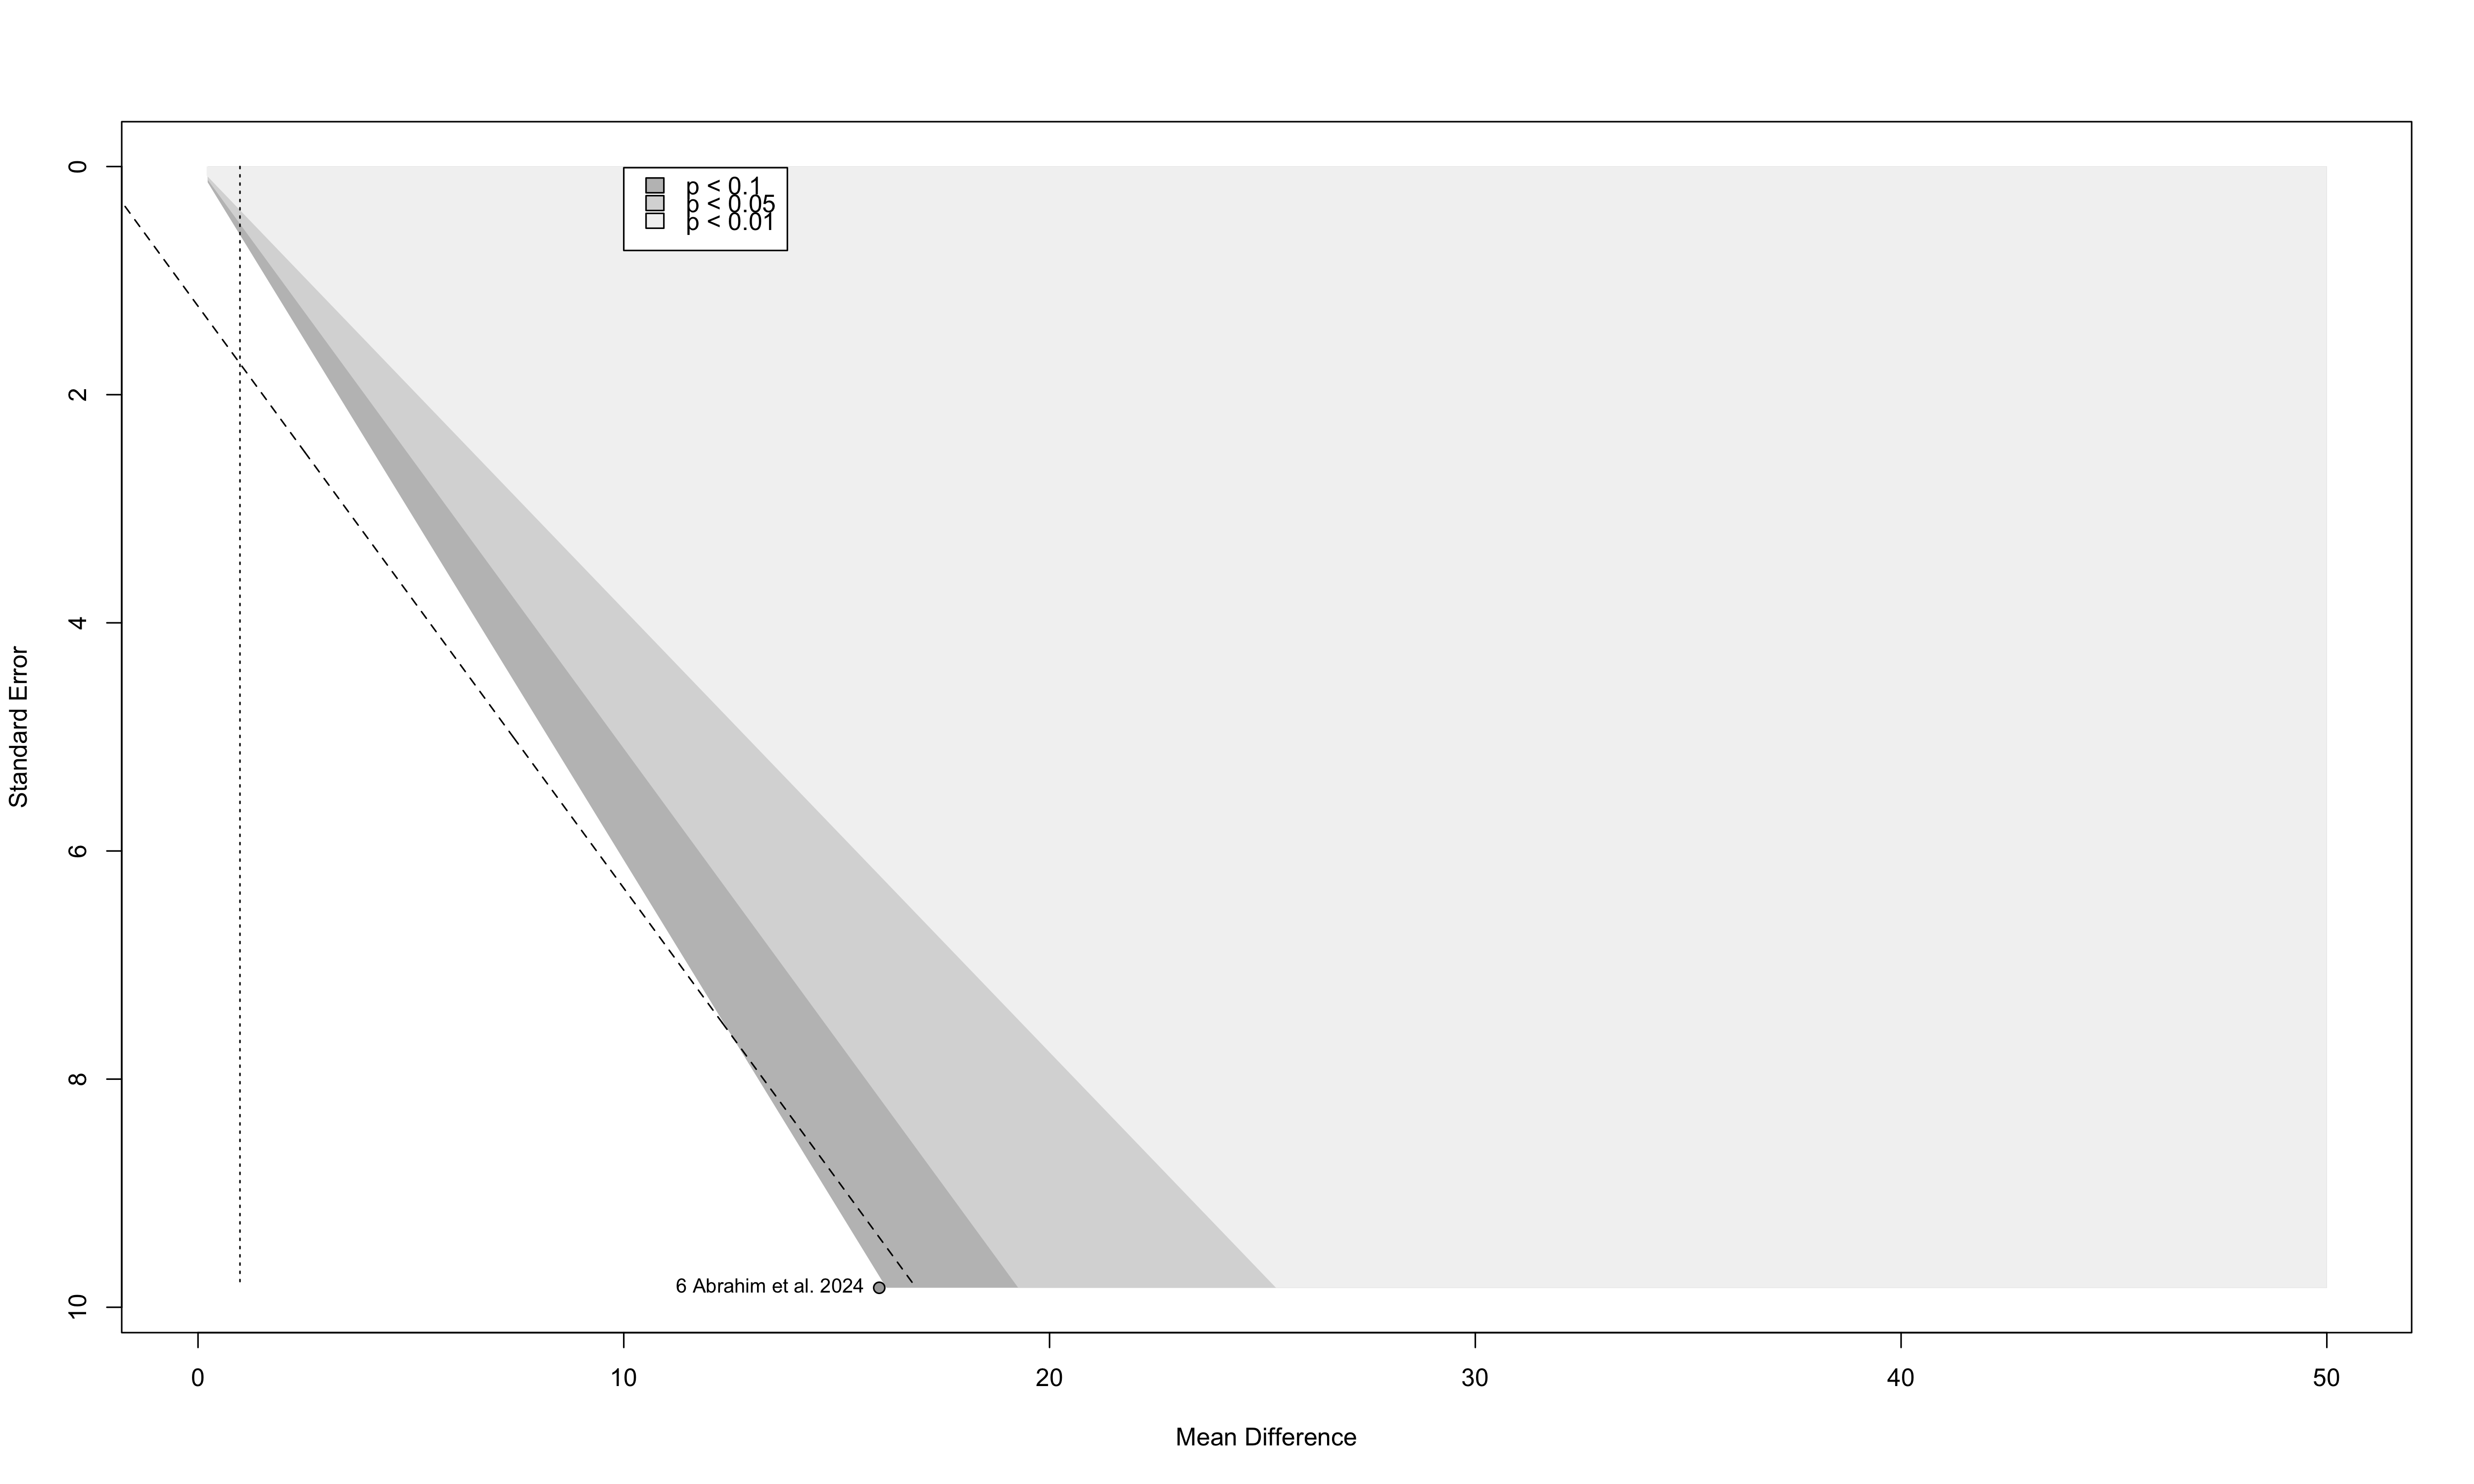 p < 0.1
p < 0.05
p < 0.01
0
2
4
6
8
10
Standard Error
6 Abrahim et al. 2024
0 10 20 30 40 50
Mean Difference